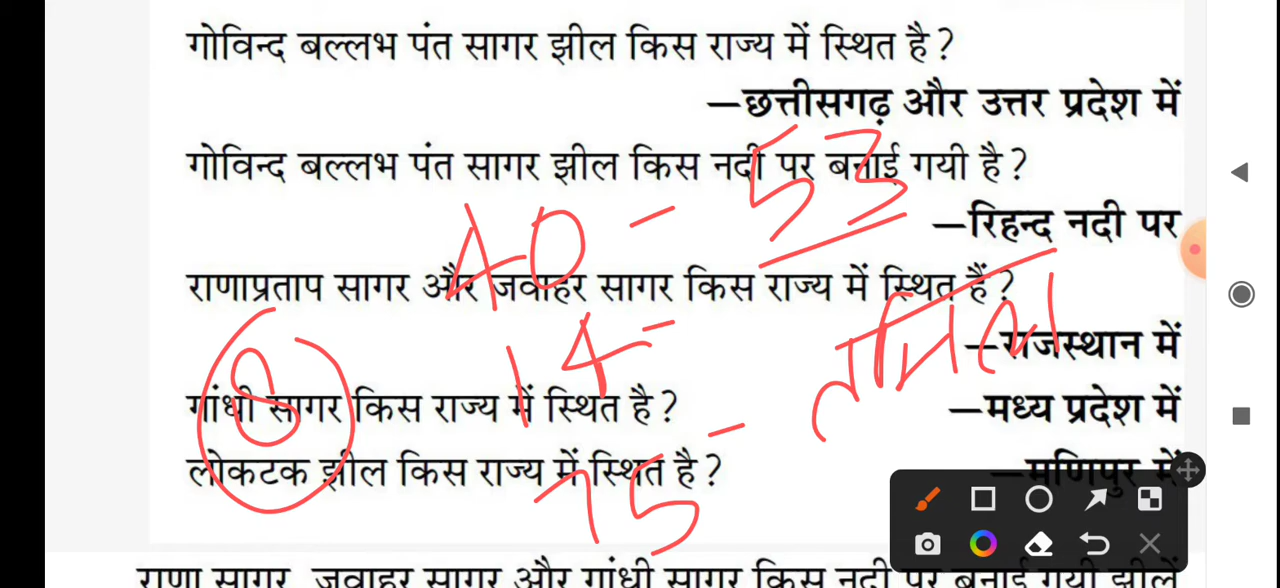 गोविन्द बल्लभ पंत सागर झील किस राज्य में स्थित है?
—छत्तीसगढ़ और उत्तर प्रदेश में
गोविन्द बल्लभ पंत सागर झील किस नदी पर बनाई गयी है?
—रिहन्द नदी पर
40 - 53
राणाप्रताप सागर और जवाहर सागर किस राज्य में स्थित हैं?
—राजस्थान में
14 -
8
गांधी सागर किस राज्य में स्थित है? —मध्य प्रदेश में
लोकटक झील किस राज्य में स्थित है? —मणिपुर में
75 -
राणा सागर, जवाहर सागर और गांधी सागर किस नदी पर बनाई गयी झीलें